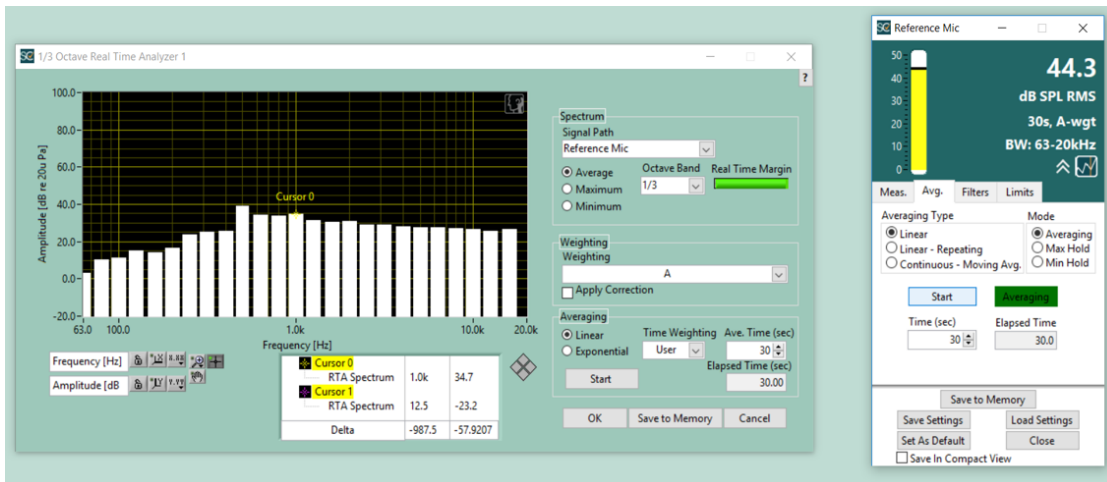 SC 1/3 Octave Real Time Analyzer 1
?
100.0
80.0
60.0
40.0
20.0
0.0
-20.0
Amplitude [dB re 20u Pa]
Cursor 0
63.0 100.0 1.0k 10.0k 20.0k
Frequency [Hz]
Frequency [Hz]
Amplitude [dB
Cursor 0
RTA Spectrum 1.0k 34.7
Cursor 1
RTA Spectrum 12.5 -23.2
Delta -987.5 -57.9207
Spectrum
Signal Path
Reference Mic
Average
Maximum
Minimum
Octave Band
1/3
Real Time Margin
Weighting
Weighting
A
Apply Correction
Averaging
Linear
Exponential
Time Weighting
User
Ave. Time (sec)
30
Elapsed Time (sec)
30.00
Start
OK Save to Memory Cancel
SC Reference Mic
50
40
30
20
10
0
44.3
dB SPL RMS
30s, A-wgt
BW: 63-20kHz
Meas. Avg. Filters Limits
Averaging Type
Linear
Linear - Repeating
Continuous - Moving Avg.
Mode
Averaging
Max Hold
Min Hold
Start Averaging
Time (sec) Elapsed Time
30 30.0
Save to Memory
Save Settings Load Settings
Set As Default Close
Save In Compact View